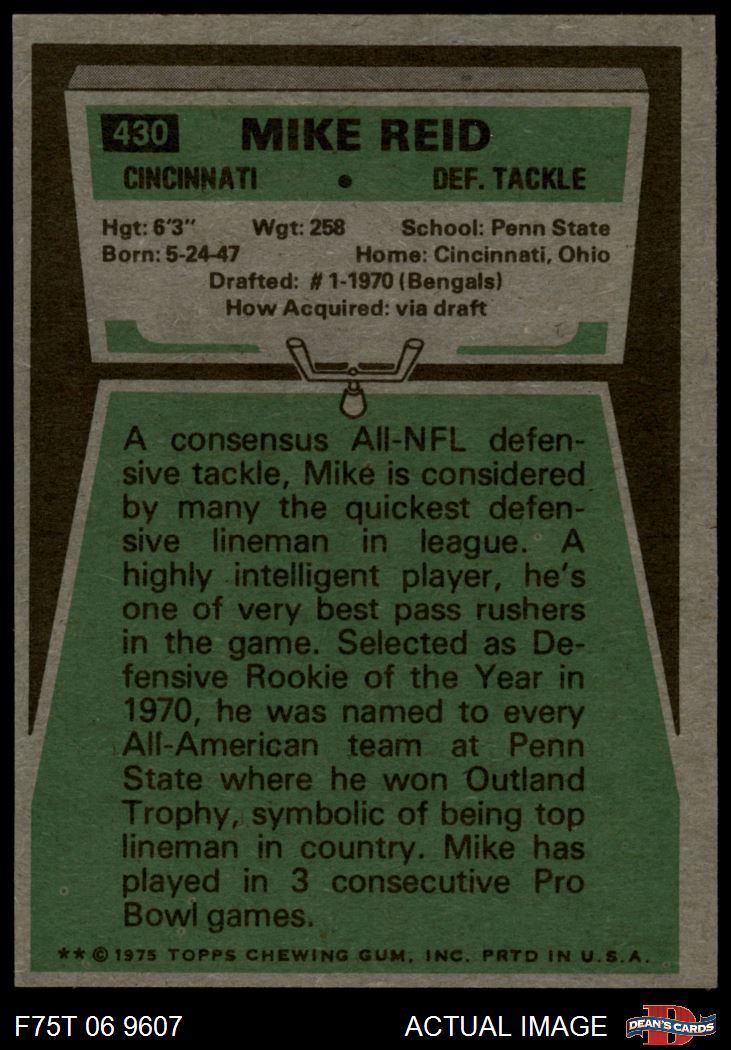 430 MIKE REID
CINCINNATI • DEF. TACKLE
Hgt: 6'3" Wgt: 258 School: Penn State
Born: 5-24-47 Home: Cincinnati, Ohio
Drafted: #1-1970 (Bengals)
How Acquired: via draft
A consensus All-NFL defen-
sive tackle, Mike is considered
by many the quickest defen-
sive lineman in league. A
highly intelligent player, he's
one of very best pass rushers
in the game. Selected as De-
fensive Rookie of the Year in
1970, he was named to every
All-American team at Penn
State where he won Outland
Trophy, symbolic of being top
lineman in country. Mike has
played in 3 consecutive Pro
Bowl games.
**©1975 TOPPS CHEWING GUM, INC. PRTD IN U.S.A.
F75T 06 9607 ACTUAL IMAGE DEAN'S CARDS